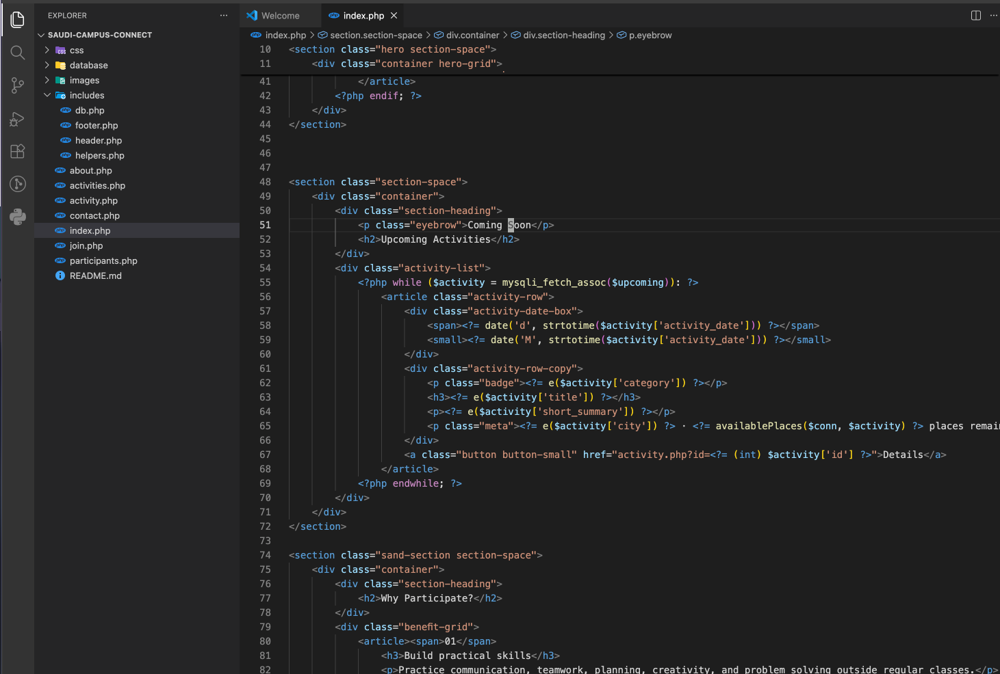 EXPLORER ···
SAUDI-CAMPUS-CONNECT
css
database
images
includes
db.php
footer.php
header.php
helpers.php
about.php
activities.php
activity.php
contact.php
index.php
join.php
participants.php
README.md
Welcome index.php
index.php > section.section-space > div.container > div.section-heading > p.eyebrow
10 <section class="hero section-space">
11 <div class="container hero-grid">
41 </article>
42 <?php endif; ?>
43 </div>
44 </section>
45
46
47
48 <section class="section-space">
49 <div class="container">
50 <div class="section-heading">
51 <p class="eyebrow">Coming Soon</p>
52 <h2>Upcoming Activities</h2>
53 </div>
54 <div class="activity-list">
55 <?php while ($activity = mysqli_fetch_assoc($upcoming)): ?>
56 <article class="activity-row">
57 <div class="activity-date-box">
58 <span><?= date('d', strtotime($activity['activity_date'])) ?></span>
59 <small><?= date('M', strtotime($activity['activity_date'])) ?></small>
60 </div>
61 <div class="activity-row-copy">
62 <p class="badge"><?= e($activity['category']) ?></p>
63 <h3><?= e($activity['title']) ?></h3>
64 <p><?= e($activity['short_summary']) ?></p>
65 <p class="meta"><?= e($activity['city']) ?> · <?= availablePlaces($conn, $activity) ?> places remai
66 </div>
67 <a class="button button-small" href="activity.php?id=<?= (int) $activity['id'] ?>">Details</a>
68 </article>
69 <?php endwhile; ?>
70 </div>
71 </div>
72 </section>
73
74 <section class="sand-section section-space">
75 <div class="container">
76 <div class="section-heading">
77 <h2>Why Participate?</h2>
78 </div>
79 <div class="benefit-grid">
80 <article><span>01</span>
81 <h3>Build practical skills</h3>
82 <p>Practice communication, teamwork, planning, creativity, and problem solving outside regular classes.</p>